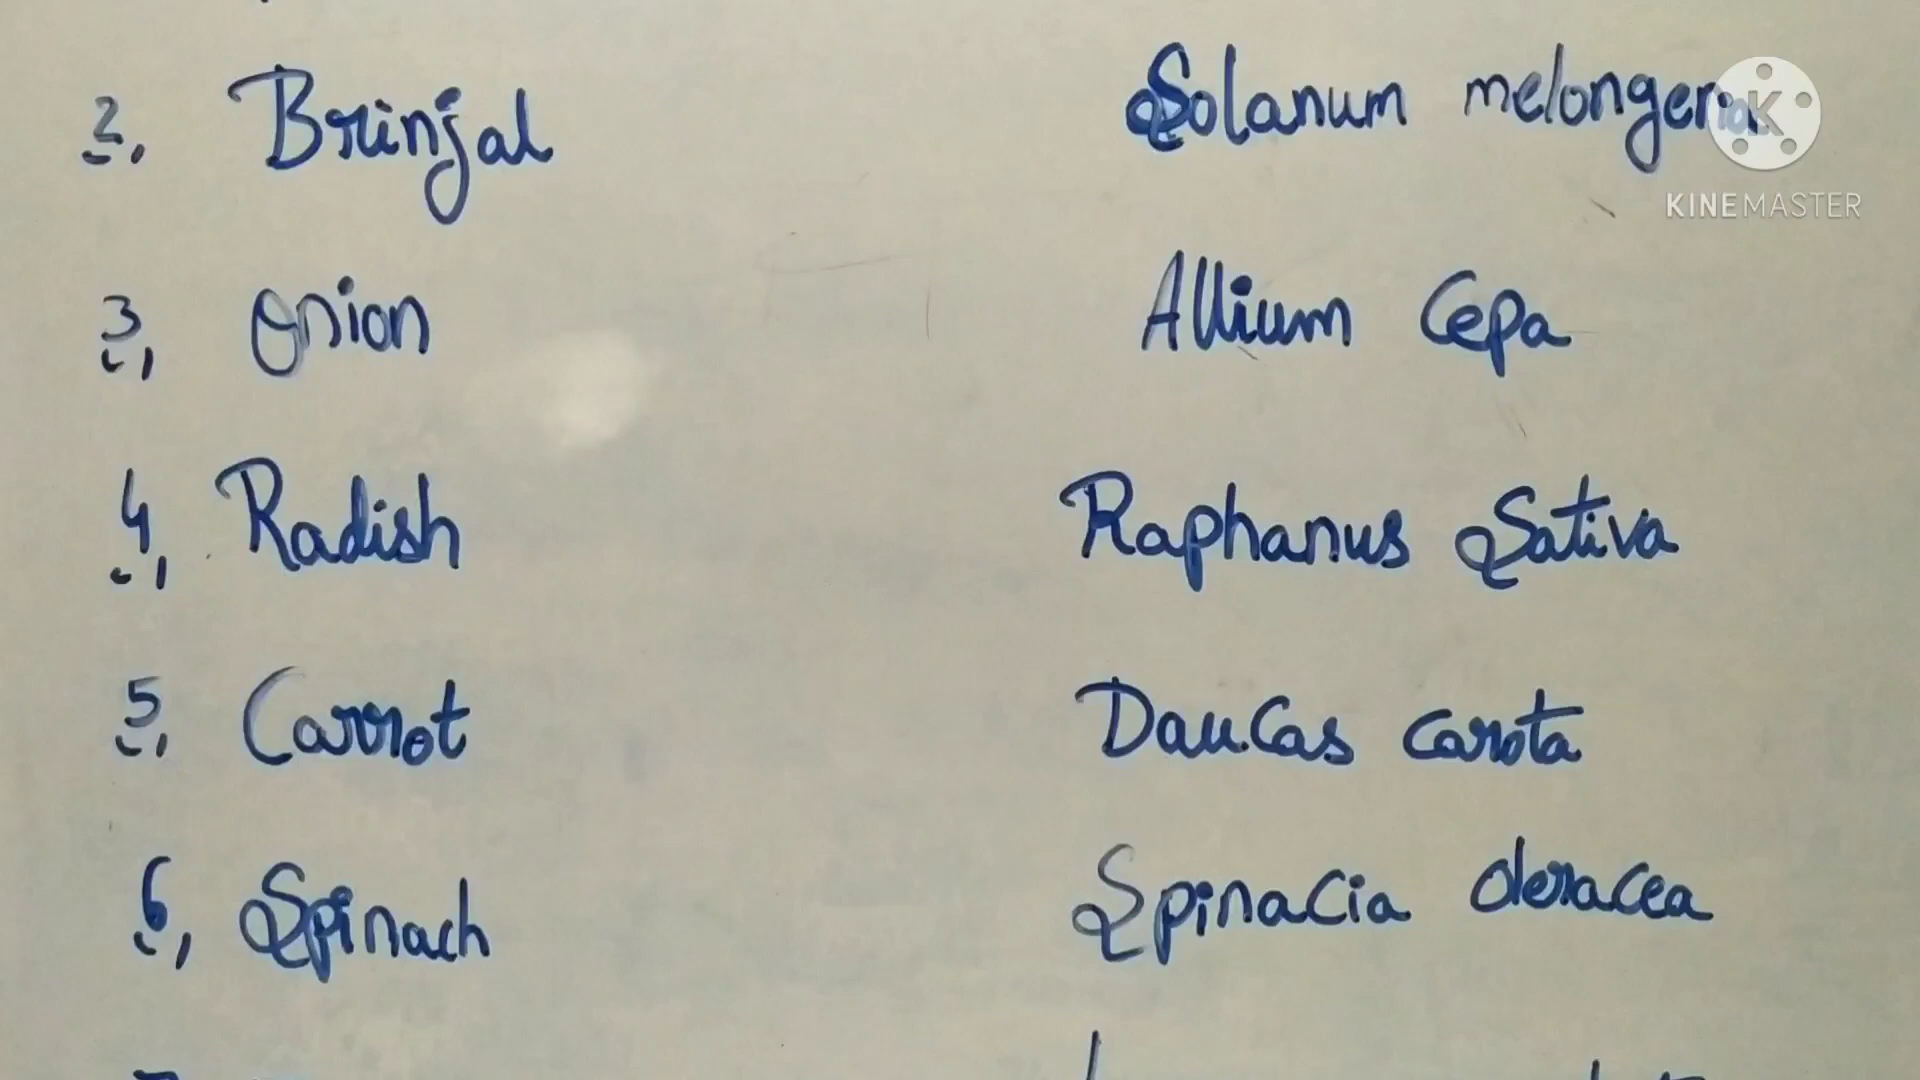 2. Brinjal Solanum melongena
KINEMASTER
3. Onion Allium Cepa
4. Radish Raphanus Sativa
5. Carrot Daucas carota
6. Spinach Spinacia oleracea